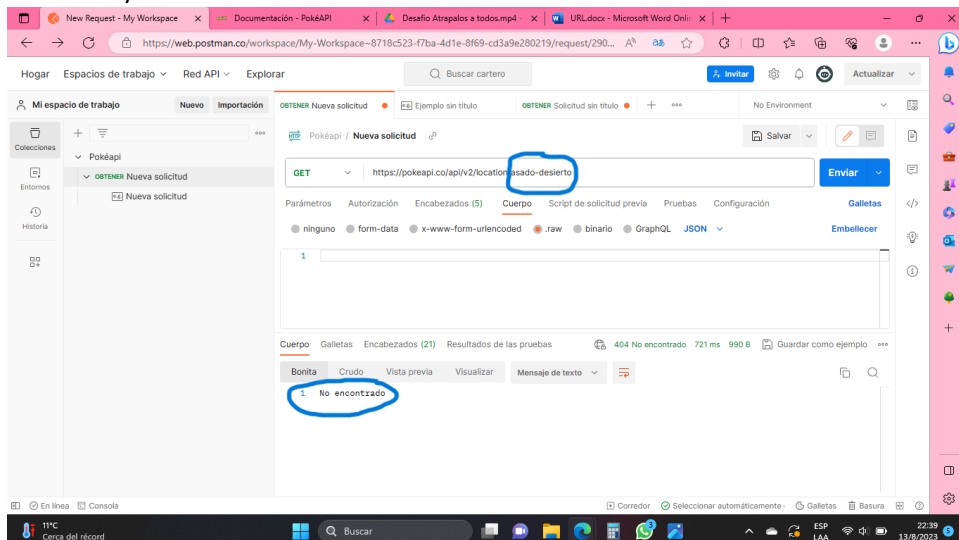 New Request - My Workspace
Documentación - PokéAPI
Desafio Atrapalos a todos.mp4 -
URL.docx - Microsoft Word Onlin
https://web.postman.co/workspace/My-Workspace~8718c523-f7ba-4d1e-8f69-cd3a9e280219/request/290...
Hogar Espacios de trabajo Red API Explorar Buscar cartero Invitar Actualizar
Mi espacio de trabajo Nuevo Importación OBTENER Nueva solicitud e.g. Ejemplo sin título OBTENER Solicitud sin título No Environment
Colecciones
Pokéapi / Nueva solicitud Salvar
Pokéapi
OBTENER Nueva solicitud
e.g. Nueva solicitud
Entornos
Historia
GET https://pokeapi.co/api/v2/location asado-desierto Enviar
Parámetros Autorización Encabezados (5) Cuerpo Script de solicitud previa Pruebas Configuración Galletas
ninguno form-data x-www-form-urlencoded .raw binario GraphQL JSON Embellecer
1
Cuerpo Galletas Encabezados (21) Resultados de las pruebas 404 No encontrado 721 ms 990 B Guardar como ejemplo
Bonita Crudo Vista previa Visualizar Mensaje de texto
1 No encontrado
En línea Consola Corredor Seleccionar automáticamente Galletas Basura
11°C
Cerca del récord
Buscar
ESP
LAA
22:39
13/8/2023